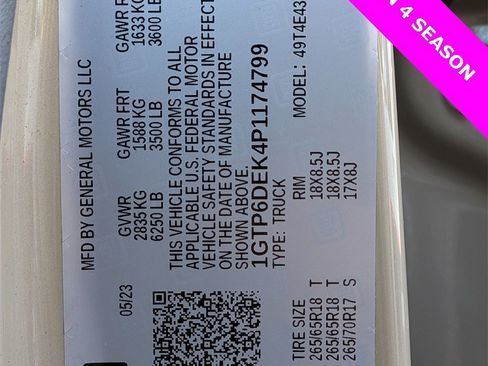 N 4 SEASON
MFD BY GENERAL MOTORS LLC
05/23
GVWR GAWR FRT GAWR R
2835 KG 1588 KG 1633 KG
6250 LB 3500 LB 3600 LB
THIS VEHICLE CONFORMS TO ALL
APPLICABLE U.S. FEDERAL MOTOR
VEHICLE SAFETY STANDARDS IN EFFECT
ON THE DATE OF MANUFACTURE
SHOWN ABOVE.
1GTP6DEK4P1174799
TYPE: TRUCK MODEL: 49T4E43
TIRE SIZE RIM
265/65R18 T 18X8.5J
265/65R18 T 18X8.5J
265/70R17 S 17X8J